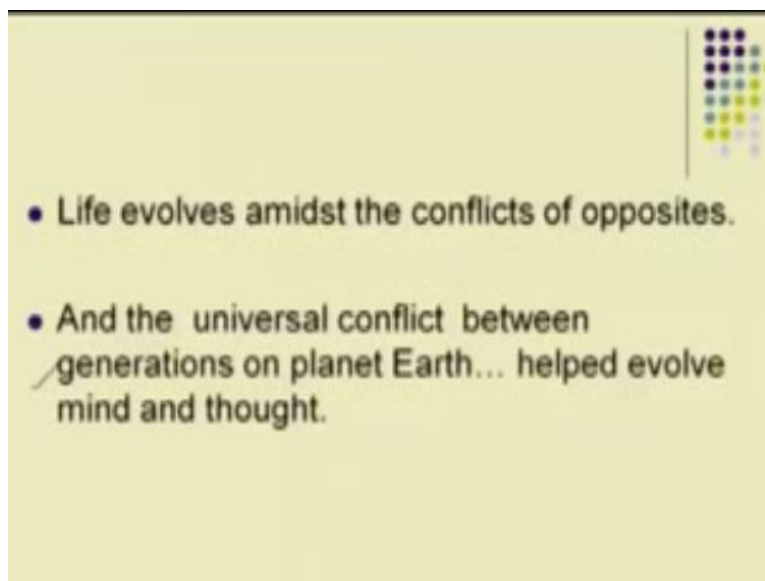 Life evolves amidst the conflicts of opposites.
And the universal conflict between
generations on planet Earth... helped evolve
mind and thought.